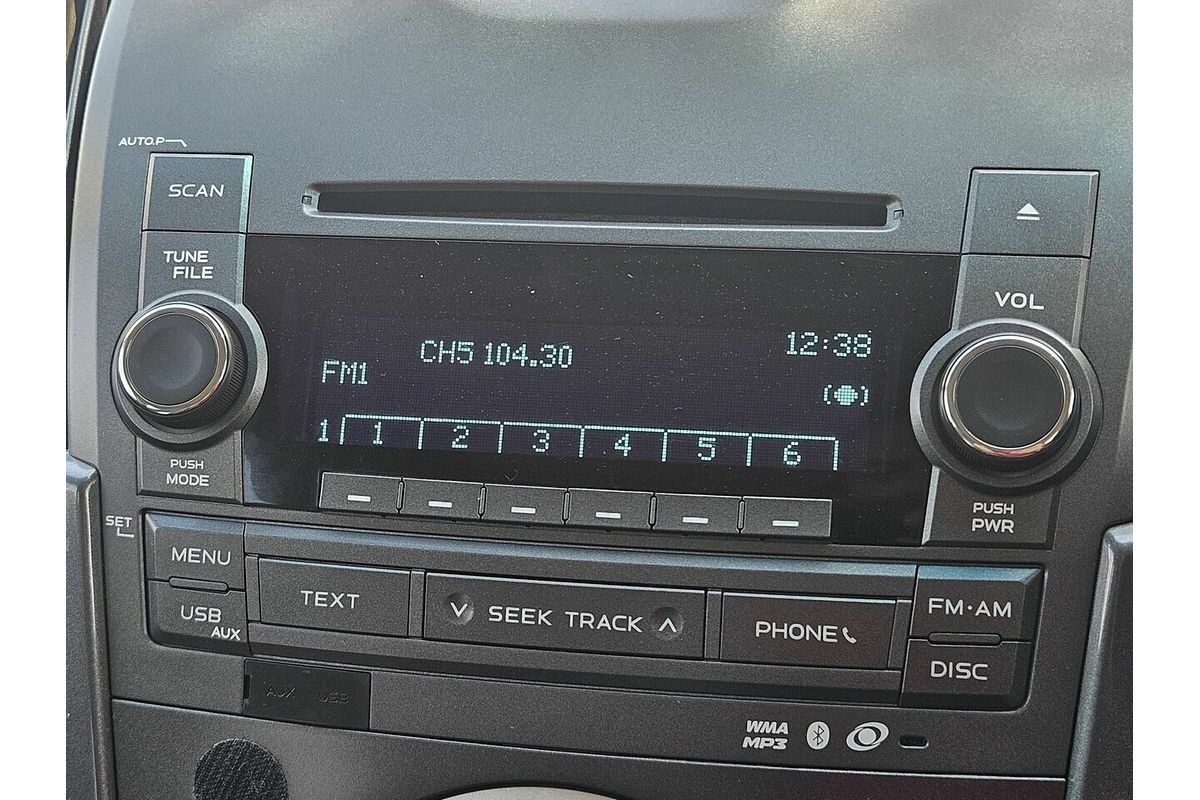 AUTO.P
SCAN
TUNE
FILE
VOL
CH5 104.30
12:38
FM1
1 1 2 3 4 5 6
PUSH
MODE
PUSH
PWR
SET
MENU
TEXT
SEEK TRACK
PHONE
FM·AM
USB
AUX
DISC
AUX USB
WMA
MP3